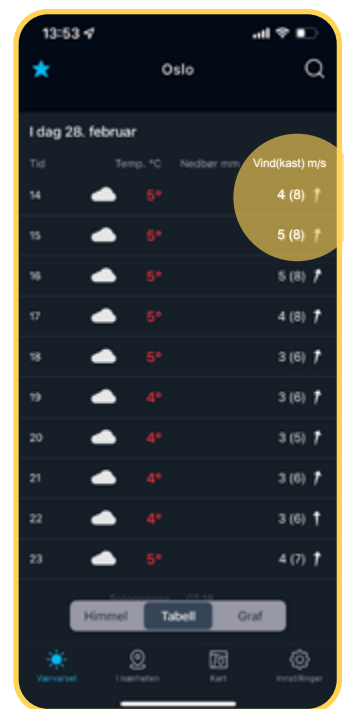 13:53
Oslo
I dag 28. februar
Tid Temp. °C Nedbør mm Vind(kast) m/s
14 5° 4 (8)
15 5° 5 (8)
16 5° 5 (8)
17 5° 4 (8)
18 5° 3 (6)
19 4° 3 (6)
20 4° 3 (5)
21 4° 3 (6)
22 4° 3 (6)
23 5° 4 (7)
Himmel Tabell Graf
Værvarsel I nærheten Kart Innstillinger